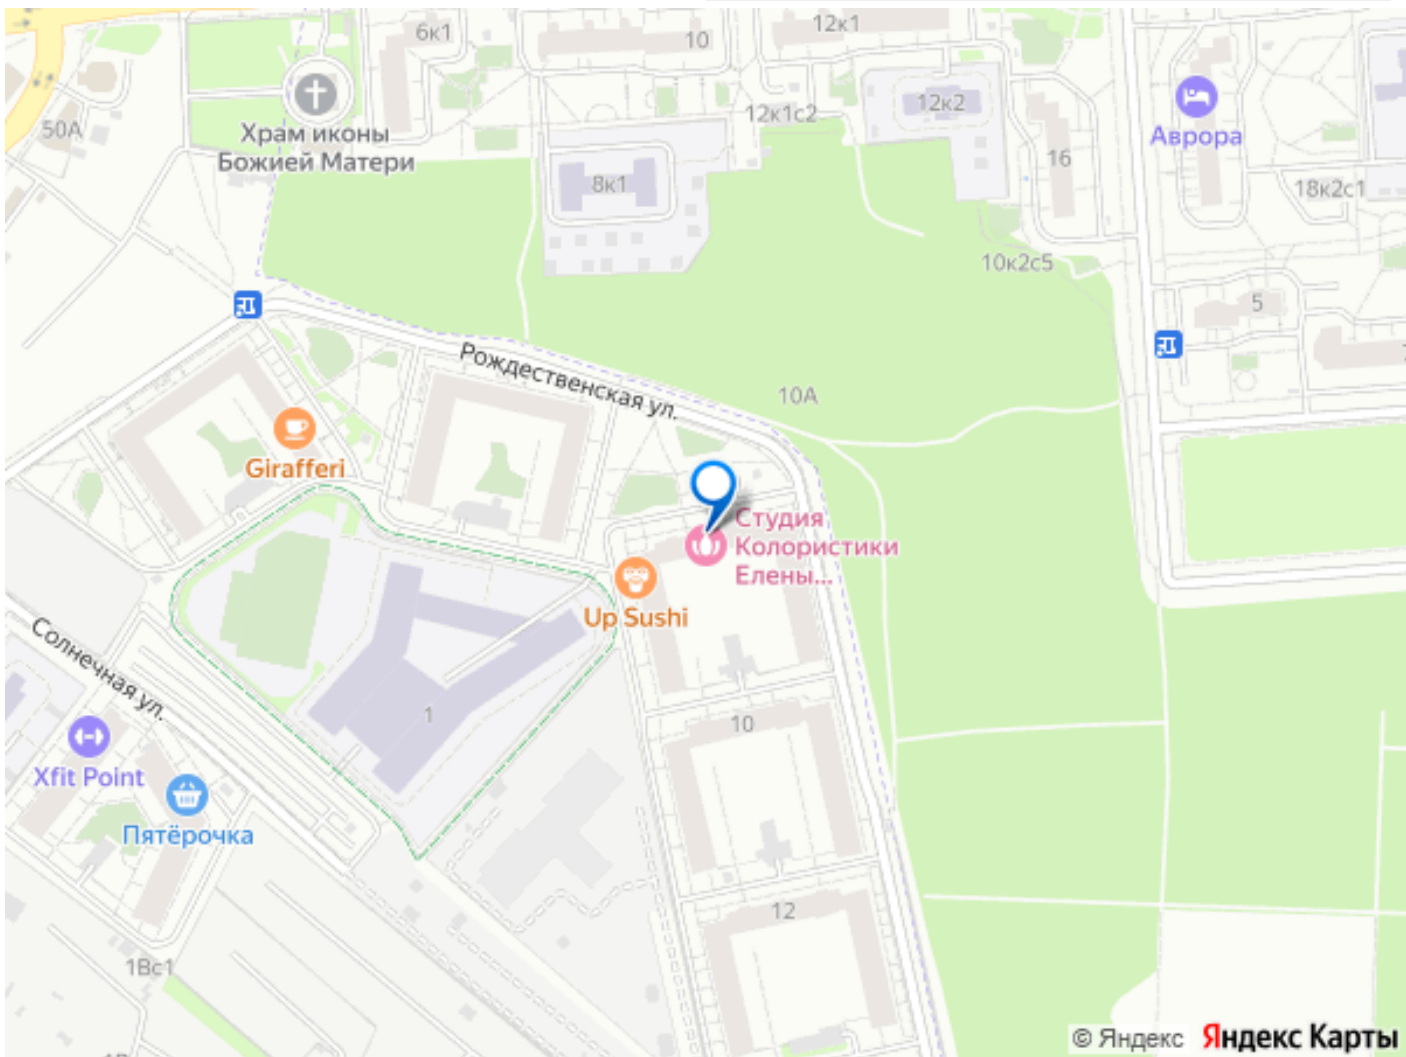 6к1
10
12к1
50А
Храм иконы
Божией Матери
12к1с2
12к2
Аврора
8к1
16
18к2с1
10к2с5
5
Рождественская ул.
10А
Girafferi
Студия
Колористики
Елены...
Up Sushi
Солнечная ул.
1
10
Xfit Point
Пятёрочка
12
1Вс1
© Яндекс Яндекс Карты